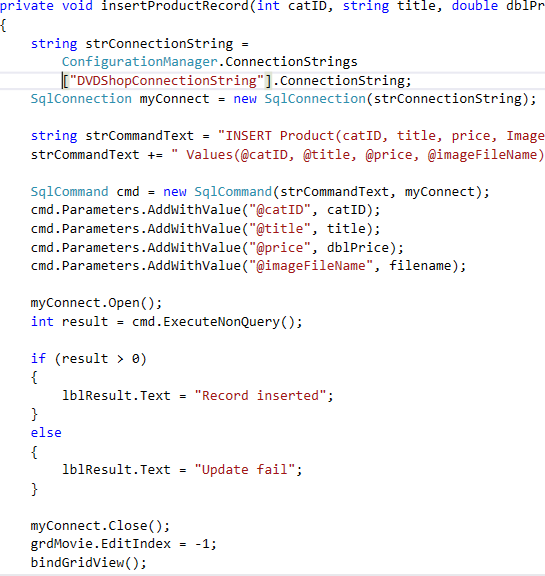 private void insertProductRecord(int catID, string title, double dblPr
{
    string strConnectionString =
        ConfigurationManager.ConnectionStrings
        ["DVDShopConnectionString"].ConnectionString;
    SqlConnection myConnect = new SqlConnection(strConnectionString);

    string strCommandText = "INSERT Product(catID, title, price, Image
    strCommandText += " Values(@catID, @title, @price, @imageFileName)

    SqlCommand cmd = new SqlCommand(strCommandText, myConnect);
    cmd.Parameters.AddWithValue("@catID", catID);
    cmd.Parameters.AddWithValue("@title", title);
    cmd.Parameters.AddWithValue("@price", dblPrice);
    cmd.Parameters.AddWithValue("@imageFileName", filename);

    myConnect.Open();
    int result = cmd.ExecuteNonQuery();

    if (result > 0)
    {
        lblResult.Text = "Record inserted";
    }
    else
    {
        lblResult.Text = "Update fail";
    }

    myConnect.Close();
    grdMovie.EditIndex = -1;
    bindGridView();